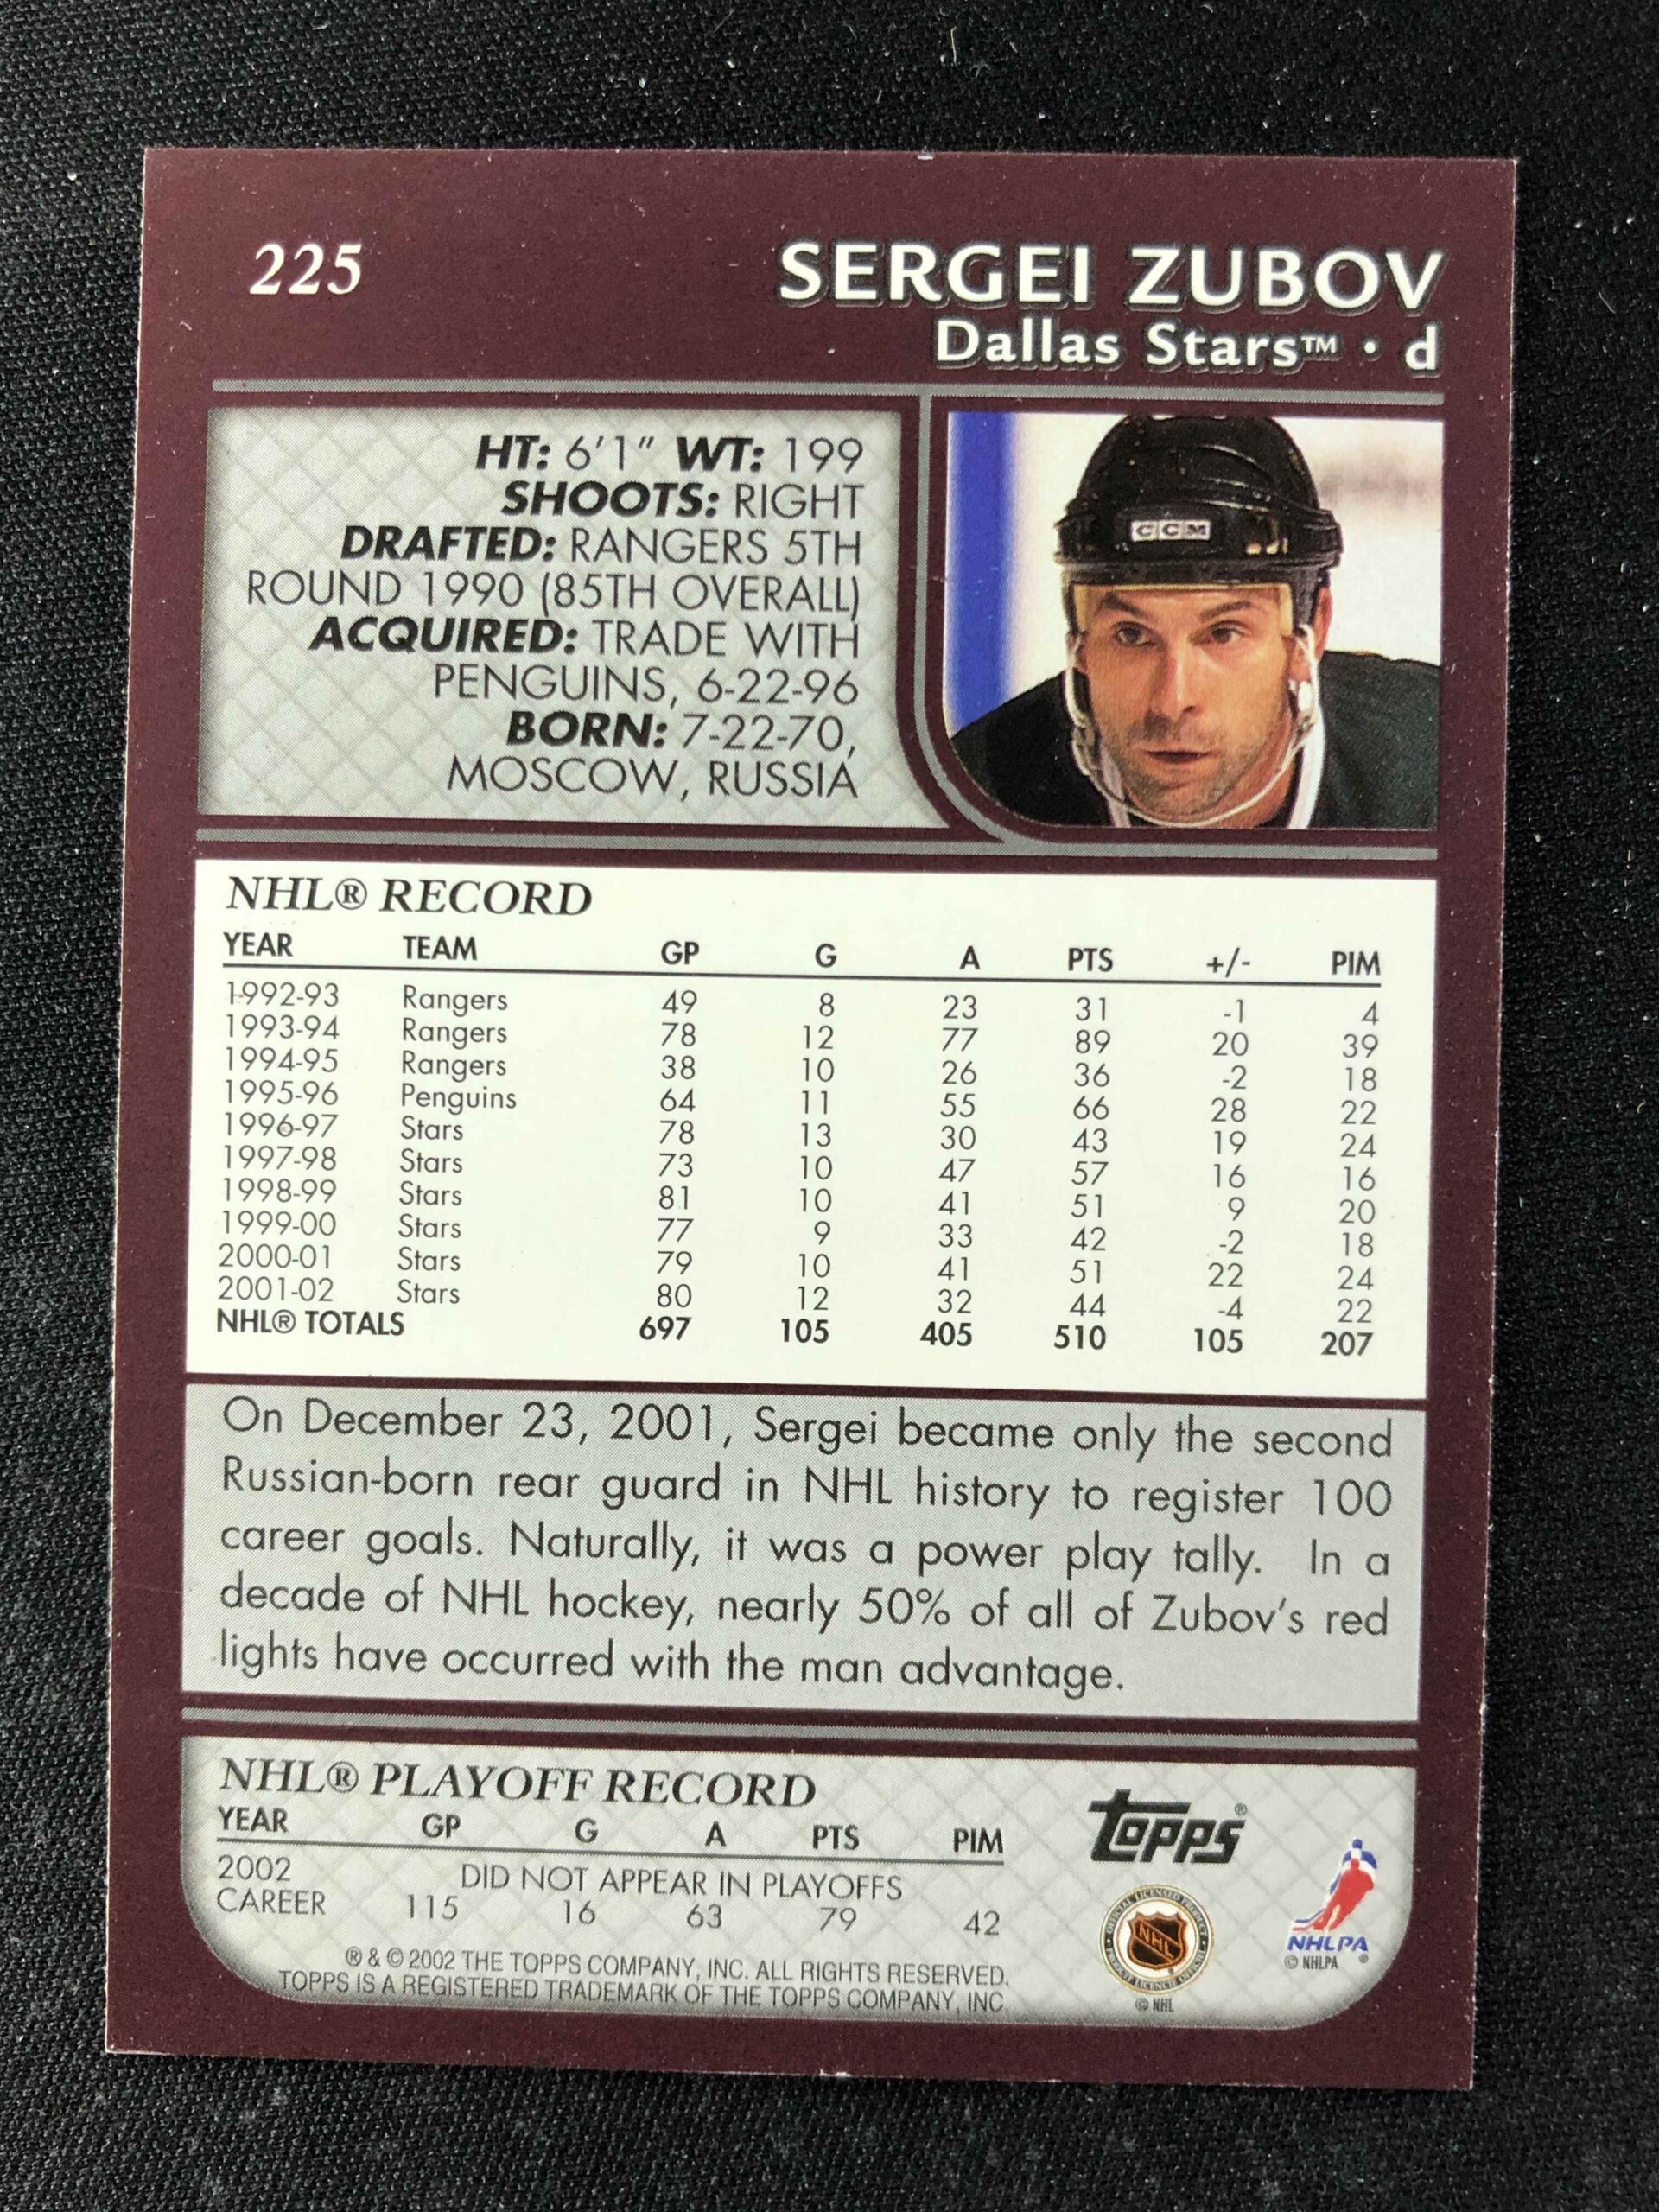 225
SERGEI ZUBOV
Dallas Stars™ • d
HT: 6'1" WT: 199
SHOOTS: RIGHT
DRAFTED: RANGERS 5TH
ROUND 1990 (85TH OVERALL)
ACQUIRED: TRADE WITH
PENGUINS, 6-22-96
BORN: 7-22-70,
MOSCOW, RUSSIA
CCM
NHL® RECORD
YEAR TEAM GP G A PTS +/- PIM
1992-93 Rangers 49 8 23 31 -1 4
1993-94 Rangers 78 12 77 89 20 39
1994-95 Rangers 38 10 26 36 -2 18
1995-96 Penguins 64 11 55 66 28 22
1996-97 Stars 78 13 30 43 19 24
1997-98 Stars 73 10 47 57 16 16
1998-99 Stars 81 10 41 51 9 20
1999-00 Stars 77 9 33 42 -2 18
2000-01 Stars 79 10 41 51 22 24
2001-02 Stars 80 12 32 44 -4 22
NHL® TOTALS 697 105 405 510 105 207
On December 23, 2001, Sergei became only the second
Russian-born rear guard in NHL history to register 100
career goals. Naturally, it was a power play tally. In a
decade of NHL hockey, nearly 50% of all of Zubov's red
lights have occurred with the man advantage.
NHL® PLAYOFF RECORD
YEAR GP G A PTS PIM
2002 DID NOT APPEAR IN PLAYOFFS
CAREER 115 16 63 79 42
® & © 2002 THE TOPPS COMPANY, INC. ALL RIGHTS RESERVED.
TOPPS IS A REGISTERED TRADEMARK OF THE TOPPS COMPANY, INC.
topps®
NHL
© NHL
NHLPA
© NHLPA ®